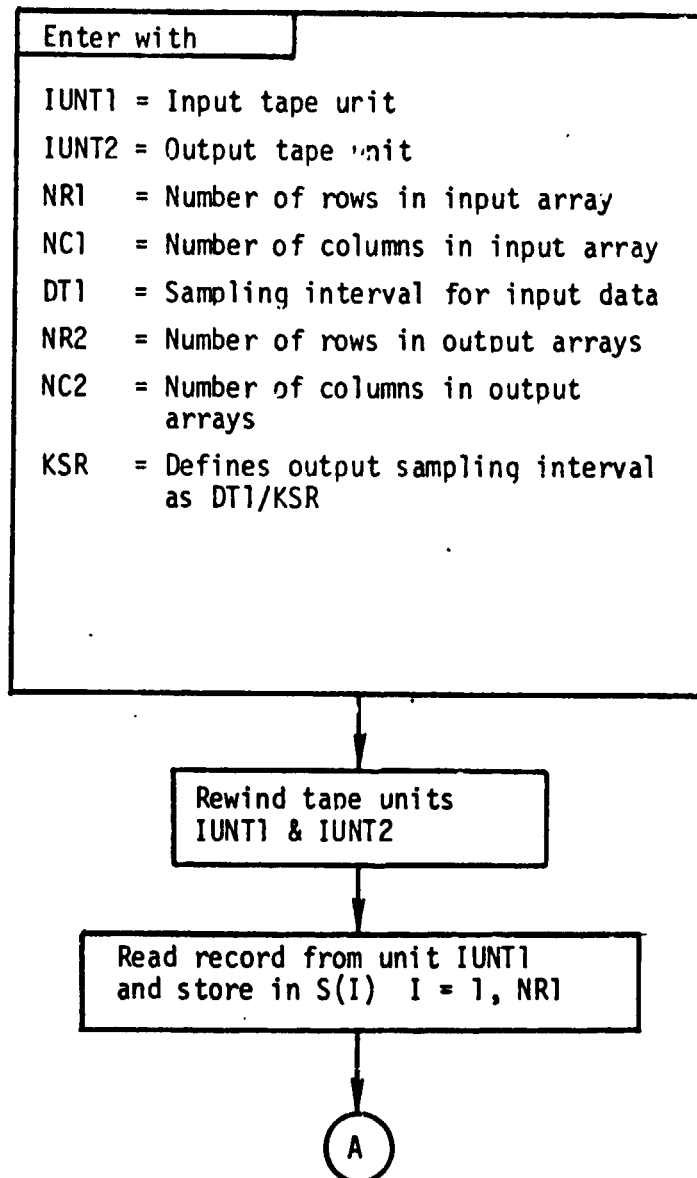 Enter with
IUNT1 = Input tape unit
IUNT2 = Output tape unit
NR1 = Number of rows in input array
NC1 = Number of columns in input array
DT1 = Sampling interval for input data
NR2 = Number of rows in output arrays
NC2 = Number of columns in output
arrays
KSR = Defines output sampling interval
as DT1/KSR
Rewind tape units
IUNT1 & IUNT2
Read record from unit IUNT1
and store in S(I) I = 1, NR1
A